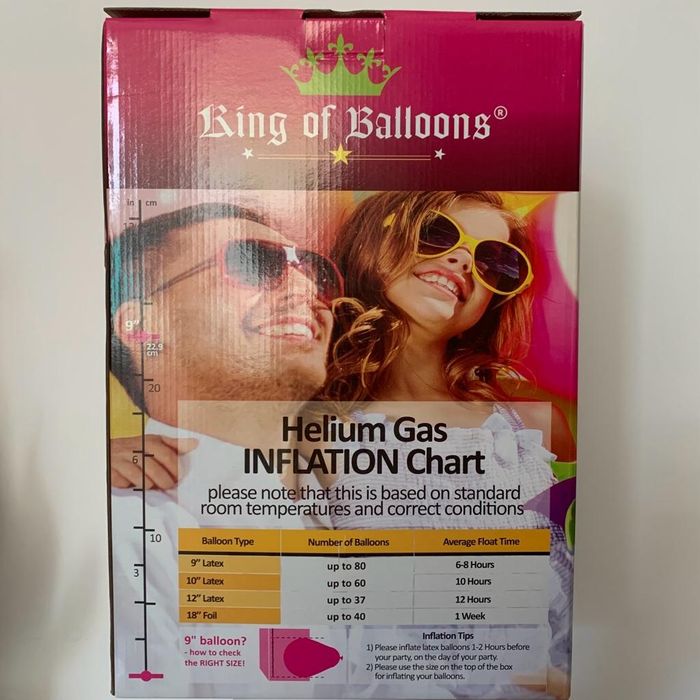 King of Balloons®
in cm
9"
22.9
cm
20
6
10
3
Helium Gas
INFLATION Chart
please note that this is based on standard
room temperatures and correct conditions
Balloon Type Number of Balloons Average Float Time
9" Latex up to 80 6-8 Hours
10" Latex up to 60 10 Hours
12" Latex up to 37 12 Hours
18" Foil up to 40 1 Week
9" balloon?
- how to check
the RIGHT SIZE!
Inflation Tips
1) Please inflate latex balloons 1-2 Hours before
your party, on the day of your party.
2) Please use the size on the top of the box
for inflating your balloons.